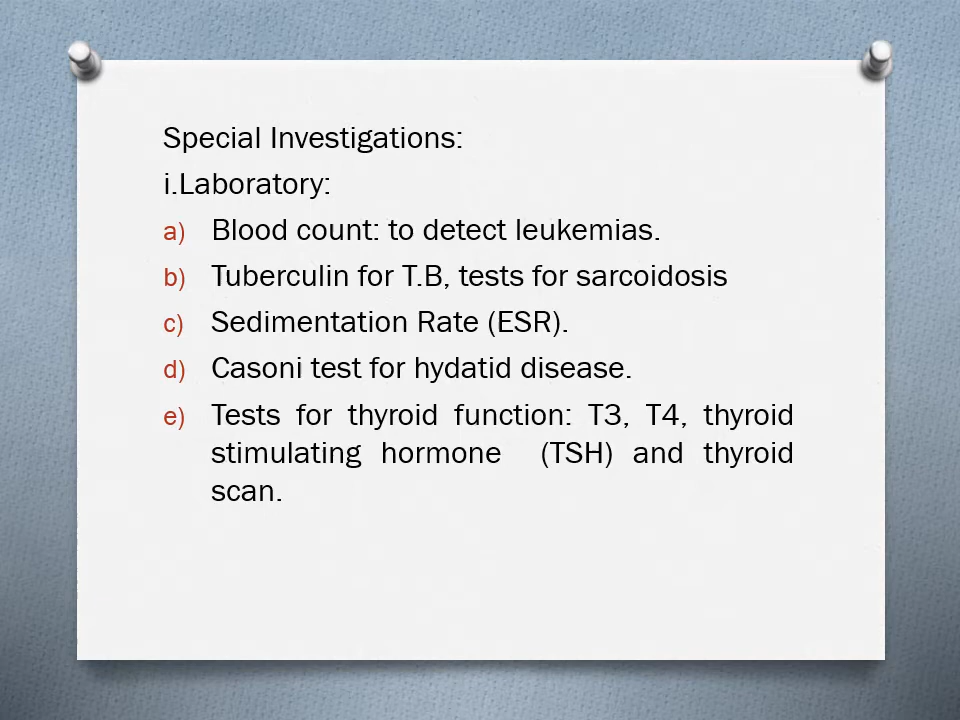 Special Investigations:
i.Laboratory:
a) Blood count: to detect leukemias.
b) Tuberculin for T.B, tests for sarcoidosis
c) Sedimentation Rate (ESR).
d) Casoni test for hydatid disease.
e) Tests for thyroid function: T3, T4, thyroid
stimulating hormone (TSH) and thyroid
scan.